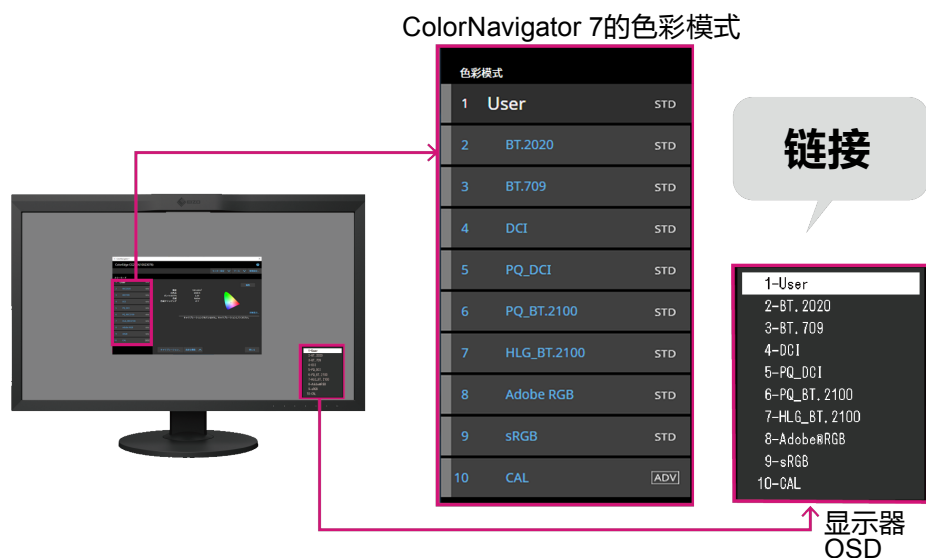 ColorNavigator 7的色彩模式
色彩模式
1 User STD
2 BT.2020 STD
3 BT.709 STD
4 DCI STD
5 PQ_DCI STD
6 PQ_BT.2100 STD
7 HLG_BT.2100 STD
8 Adobe RGB STD
9 sRGB STD
10 CAL ADV
链接
1-User
2-BT.2020
3-BT.709
4-DCI
5-PQ_DCI
6-PQ_BT.2100
7-HLG_BT.2100
8-Adobe®RGB
9-sRGB
10-CAL
显示器
OSD